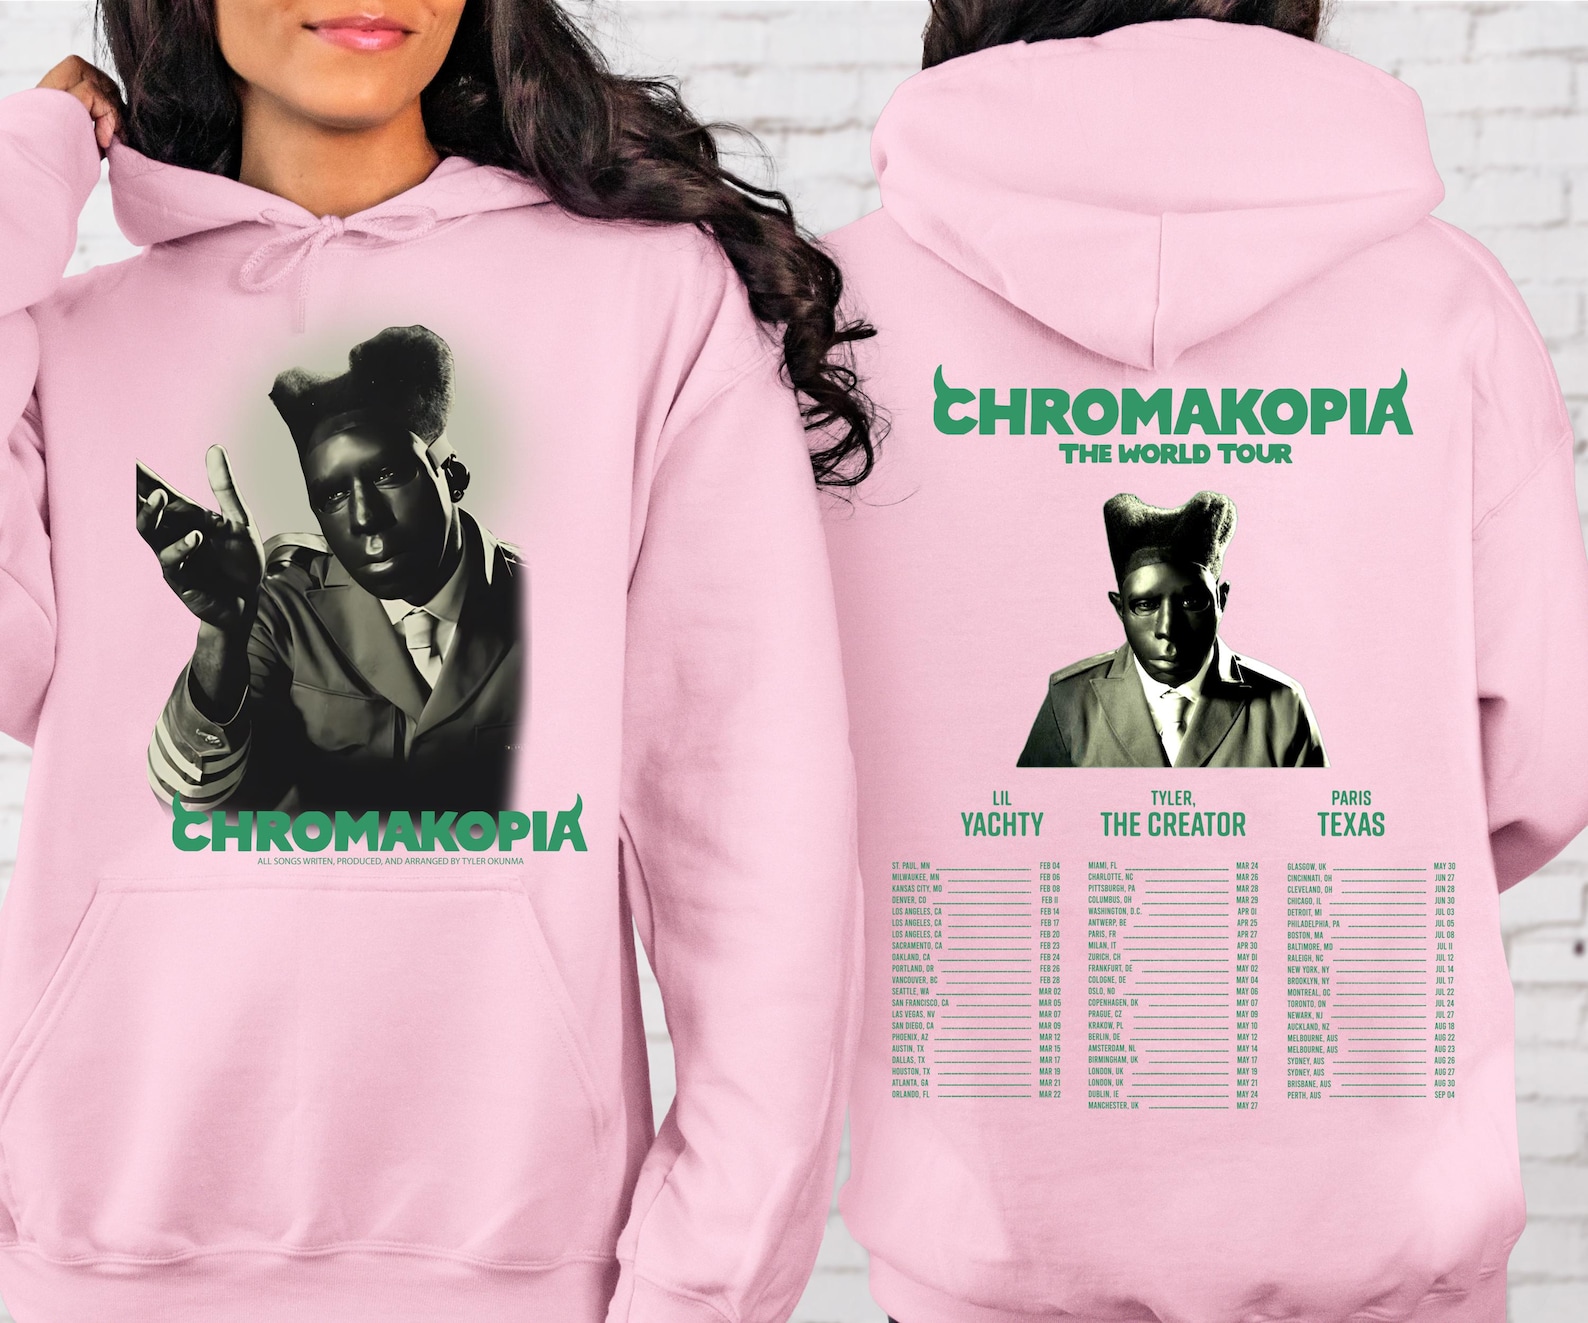 CHROMAKOPIA
ALL SONGS WRITEN, PRODUCED, AND ARRANGED BY TYLER OKUNMA
CHROMAKOPIA
THE WORLD TOUR
LIL
YACHTY
TYLER,
THE CREATOR
PARIS
TEXAS
ST. PAUL, MN FEB 04
MILWAUKEE, MN FEB 06
KANSAS CITY, MO FEB 08
DENVER, CO FEB 11
LOS ANGELES, CA FEB 14
LOS ANGELES, CA FEB 17
LOS ANGELES, CA FEB 20
SACRAMENTO, CA FEB 23
OAKLAND, CA FEB 24
PORTLAND, OR FEB 26
VANCOUVER, BC FEB 28
SEATTLE, WA MAR 02
SAN FRANCISCO, CA MAR 05
LAS VEGAS, NV MAR 07
SAN DIEGO, CA MAR 09
PHOENIX, AZ MAR 12
AUSTIN, TX MAR 15
DALLAS, TX MAR 17
HOUSTON, TX MAR 19
ATLANTA, GA MAR 21
ORLANDO, FL MAR 22
MIAMI, FL MAR 24
CHARLOTTE, NC MAR 26
PITTSBURGH, PA MAR 28
COLUMBUS, OH MAR 29
WASHINGTON, D.C. APR 01
ANTWERP, BE APR 25
PARIS, FR APR 27
MILAN, IT APR 30
ZURICH, CH MAY 01
FRANKFURT, DE MAY 02
COLOGNE, DE MAY 04
OSLO, NO MAY 06
COPENHAGEN, DK MAY 07
PRAGUE, CZ MAY 09
KRAKOW, PL MAY 10
BERLIN, DE MAY 12
AMSTERDAM, NL MAY 14
BIRMINGHAM, UK MAY 17
LONDON, UK MAY 19
LONDON, UK MAY 21
DUBLIN, IE MAY 24
MANCHESTER, UK MAY 27
GLASGOW, UK MAY 30
CINCINNATI, OH JUN 27
CLEVELAND, OH JUN 28
CHICAGO, IL JUN 30
DETROIT, MI JUL 03
PHILADELPHIA, PA JUL 05
BOSTON, MA JUL 08
BALTIMORE, MD JUL 11
RALEIGH, NC JUL 12
NEW YORK, NY JUL 14
BROOKLYN, NY JUL 17
MONTREAL, QC JUL 22
TORONTO, ON JUL 24
NEWARK, NJ JUL 27
AUCKLAND, NZ AUG 18
MELBOURNE, AUS AUG 22
MELBOURNE, AUS AUG 23
SYDNEY, AUS AUG 26
SYDNEY, AUS AUG 27
BRISBANE, AUS AUG 30
PERTH, AUS SEP 04